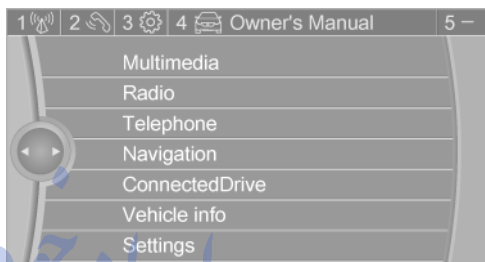 1 2 3 4 Owner's Manual 5 –
Multimedia
Radio
Telephone
Navigation
ConnectedDrive
Vehicle info
Settings